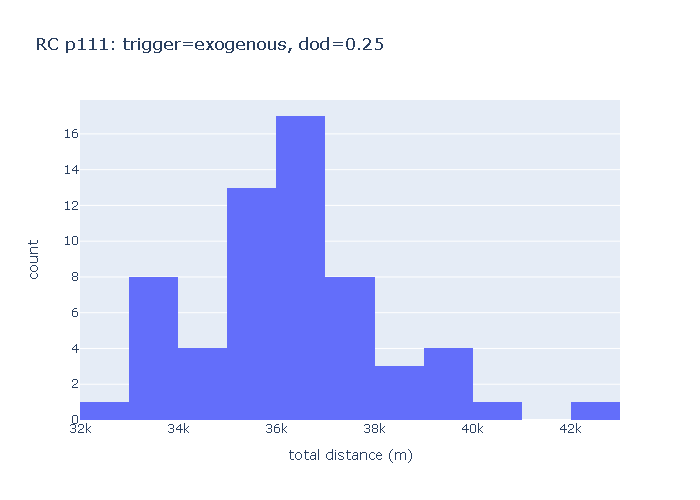 RC p111: trigger=exogenous, dod=0.25
16
14
12
10
8
6
4
2
0
count
32k 34k 36k 38k 40k 42k
total distance (m)